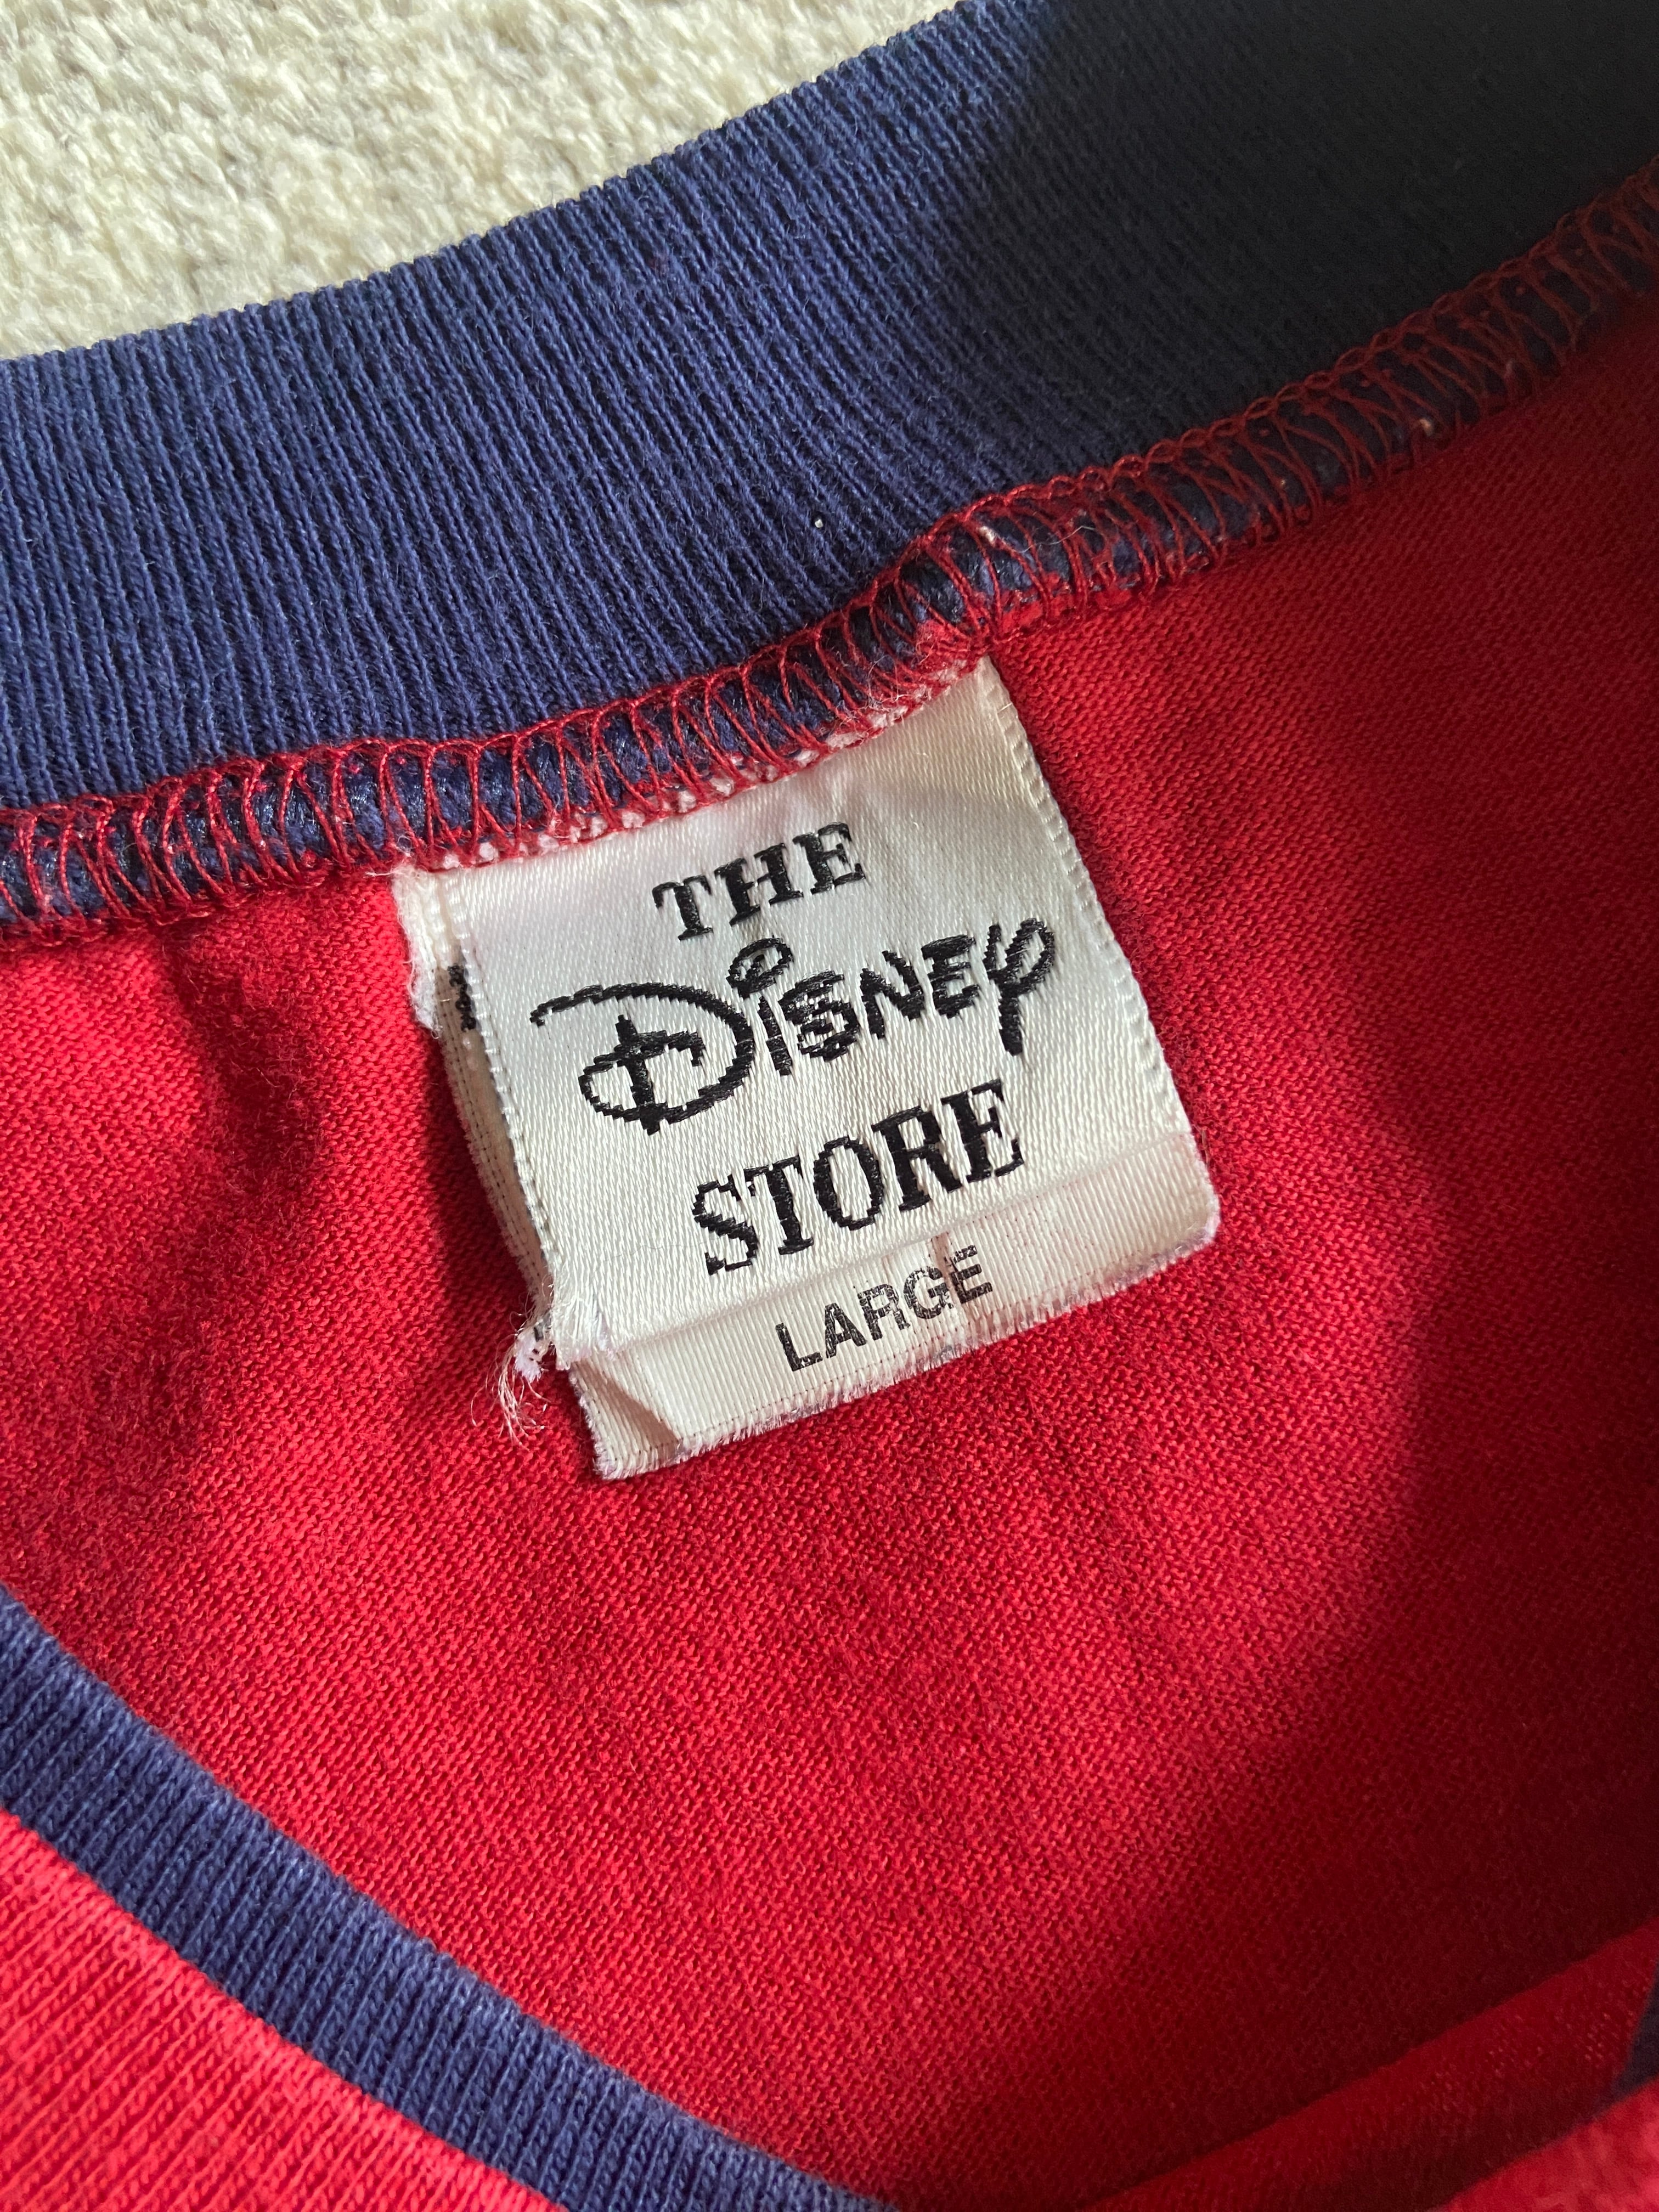 THE
Disney
STORE
LARGE